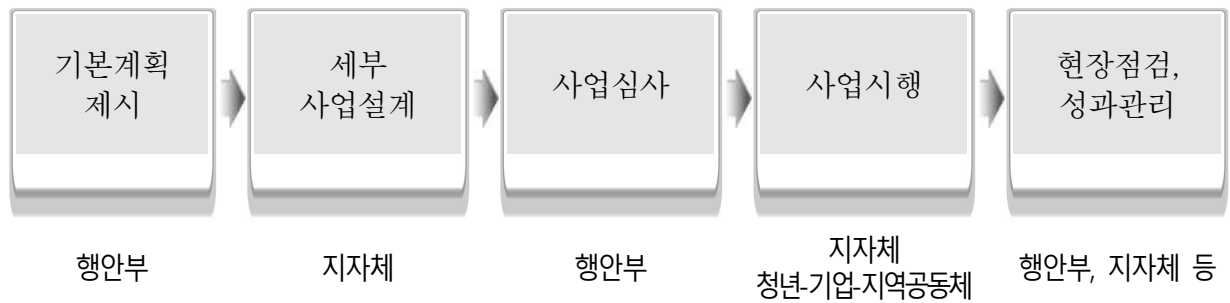 기본계획
제시
세부
사업설계
사업심사
사업시행
현장점검,
성과관리
행안부
지자체
행안부
지자체
청년-기업-지역공동체
행안부, 지자체 등